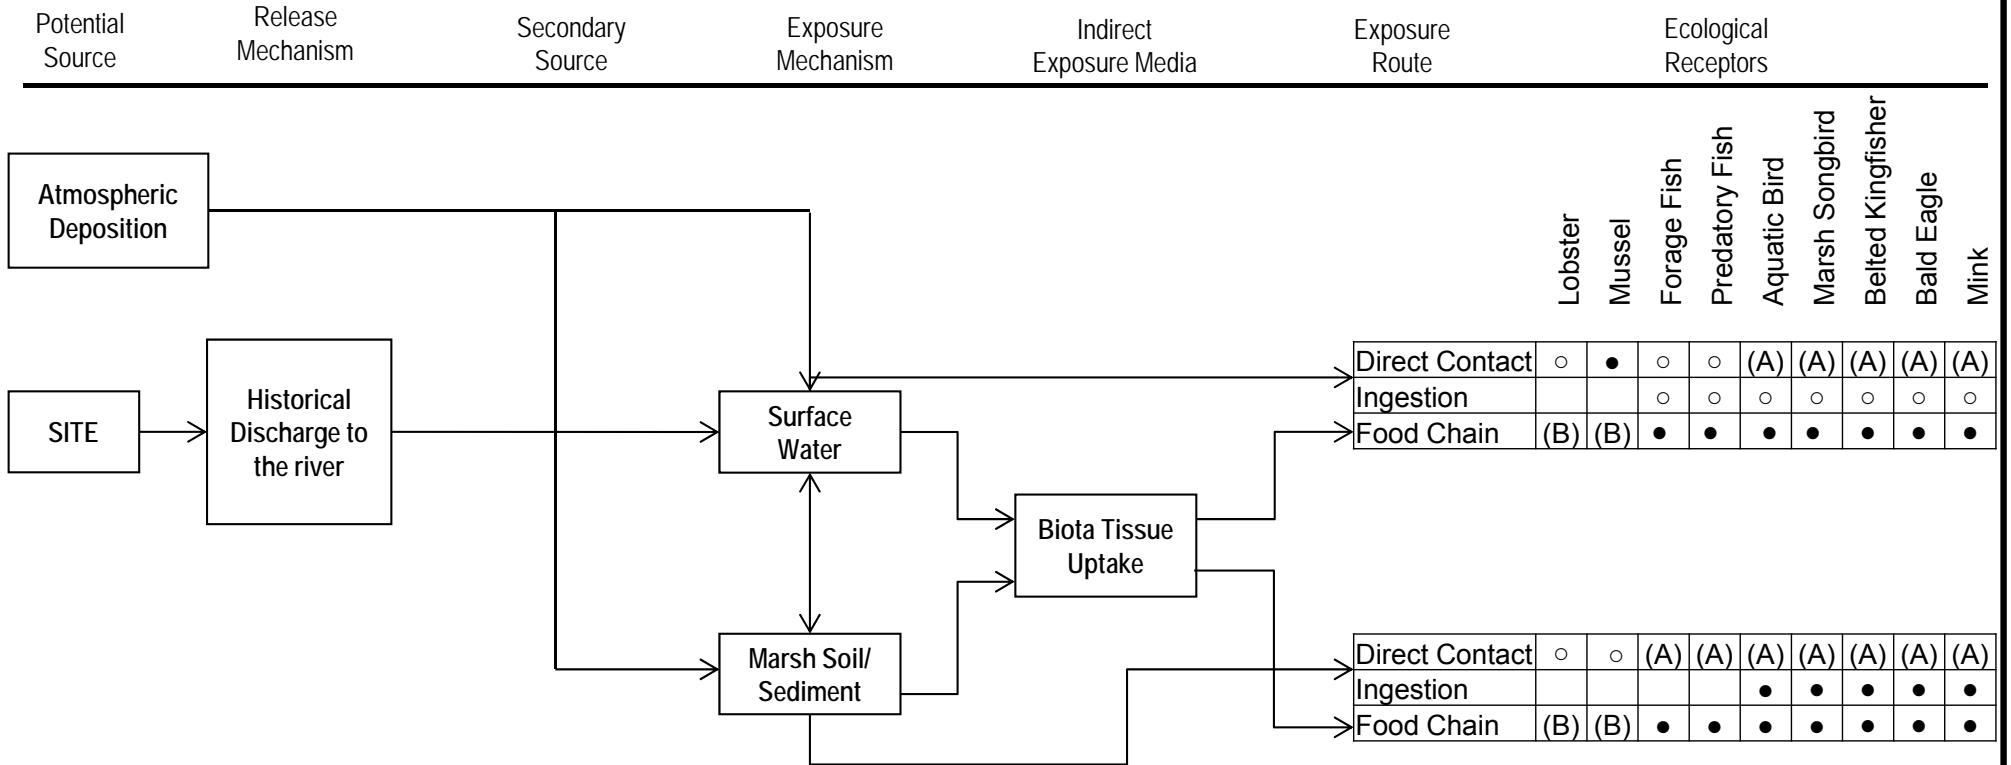 Potential
Source
Release
Mechanism
Secondary
Source
Exposure
Mechanism
Indirect
Exposure Media
Exposure
Route
Ecological
Receptors
Atmospheric
Deposition
Lobster
Mussel
Forage Fish
Predatory Fish
Aquatic Bird
Marsh Songbird
Belted Kingfisher
Bald Eagle
Mink
SITE
Historical
Discharge to
the river
Surface
Water
Direct Contact ○ ● ○ ○ (A) (A) (A) (A) (A)
Ingestion ○ ○ ○ ○ ○ ○ ○
Food Chain (B) (B) ● ● ● ● ● ● ●
Biota Tissue
Uptake
Marsh Soil/
Sediment
Direct Contact ○ ○ (A) (A) (A) (A) (A) (A) (A)
Ingestion ● ● ● ● ●
Food Chain (B) (B) ● ● ● ● ● ● ●